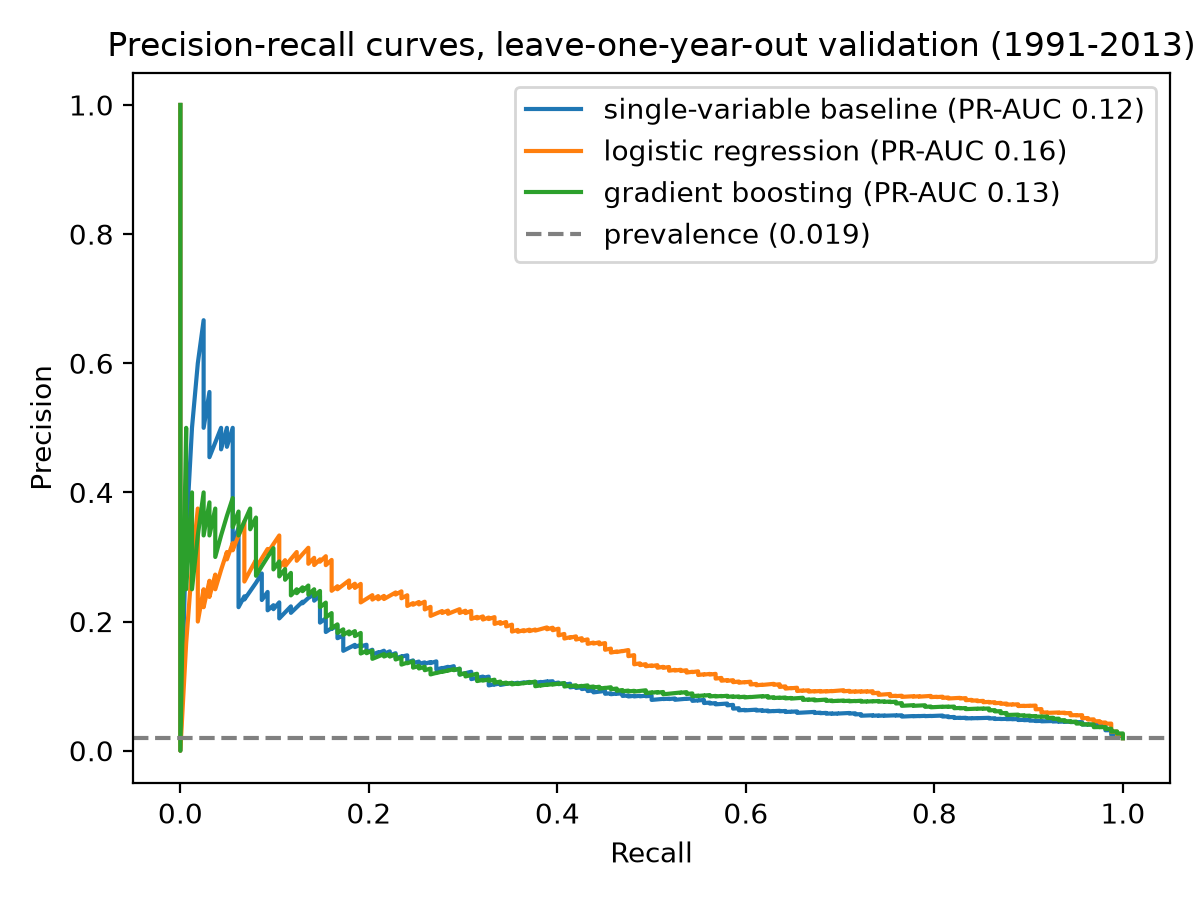 Precision-recall curves, leave-one-year-out validation (1991-2013)
single-variable baseline (PR-AUC 0.12)
logistic regression (PR-AUC 0.16)
gradient boosting (PR-AUC 0.13)
prevalence (0.019)
Precision
1.0
0.8
0.6
0.4
0.2
0.0
0.0 0.2 0.4 0.6 0.8 1.0
Recall